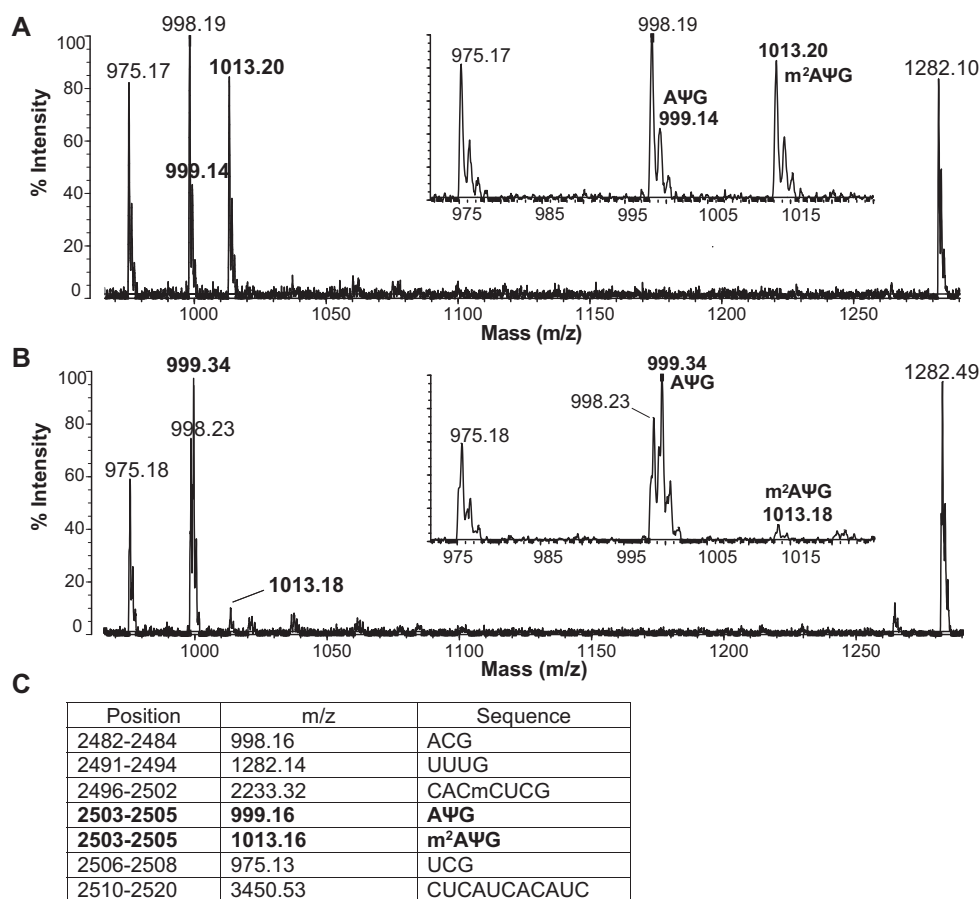 A
100
80
60
40
20
0
% Intensity
975.17
998.19
999.14
1013.20
1282.10
975.17
998.19
AΨG
999.14
1013.20
m²AΨG
975 985 995 1005 1015
1000 1050 1100 1150 1200 1250
Mass (m/z)
B
100
80
60
40
20
0
% Intensity
975.18
999.34
998.23
1013.18
1282.49
975.18
998.23
999.34
AΨG
m²AΨG
1013.18
975 985 995 1005 1015
1000 1050 1100 1150 1200 1250
Mass (m/z)
C
Position m/z Sequence
2482-2484 998.16 ACG
2491-2494 1282.14 UUUG
2496-2502 2233.32 CACmCUCG
2503-2505 999.16 AΨG
2503-2505 1013.16 m²AΨG
2506-2508 975.13 UCG
2510-2520 3450.53 CUCAUCACAUC